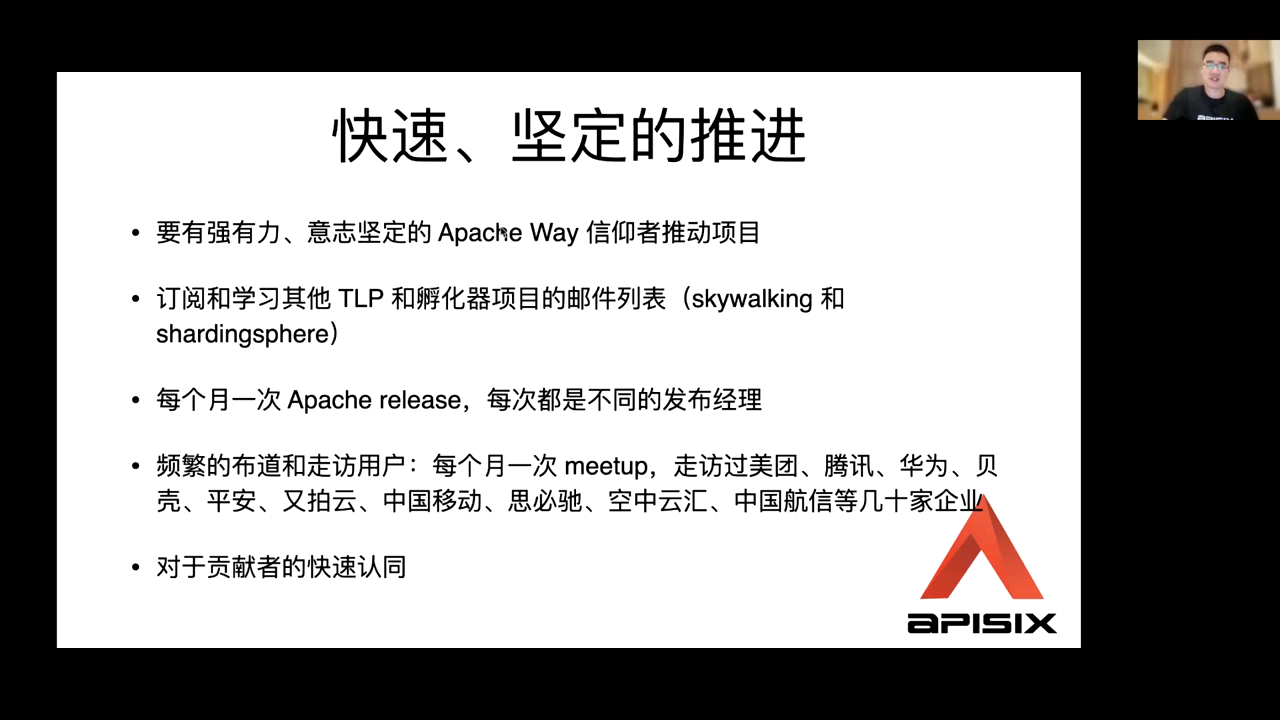 快速、坚定的推进
• 要有强有力、意志坚定的 Apache Way 信仰者推动项目
• 订阅和学习其他 TLP 和孵化器项目的邮件列表（skywalking 和
shardingsphere）
• 每个月一次 Apache release，每次都是不同的发布经理
• 频繁的布道和走访用户：每个月一次 meetup，走访过美团、腾讯、华为、贝
壳、平安、又拍云、中国移动、思必驰、空中云汇、中国航信等几十家企业
• 对于贡献者的快速认同
APISIX
APISIX